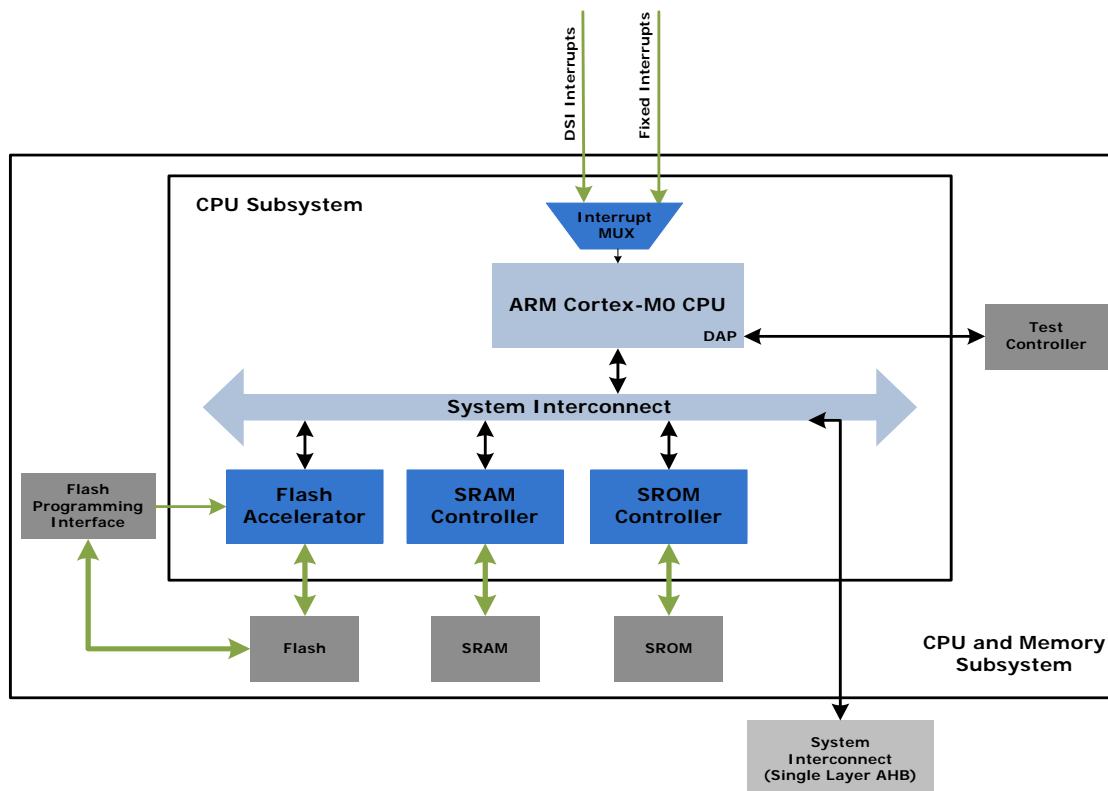 DSI Interrupts
Fixed Interrupts
CPU Subsystem
Interrupt
MUX
ARM Cortex-M0 CPU
DAP
Test
Controller
System Interconnect
Flash
Programming
Interface
Flash
Accelerator
SRAM
Controller
SROM
Controller
Flash
SRAM
SROM
CPU and Memory
Subsystem
System
Interconnect
(Single Layer AHB)